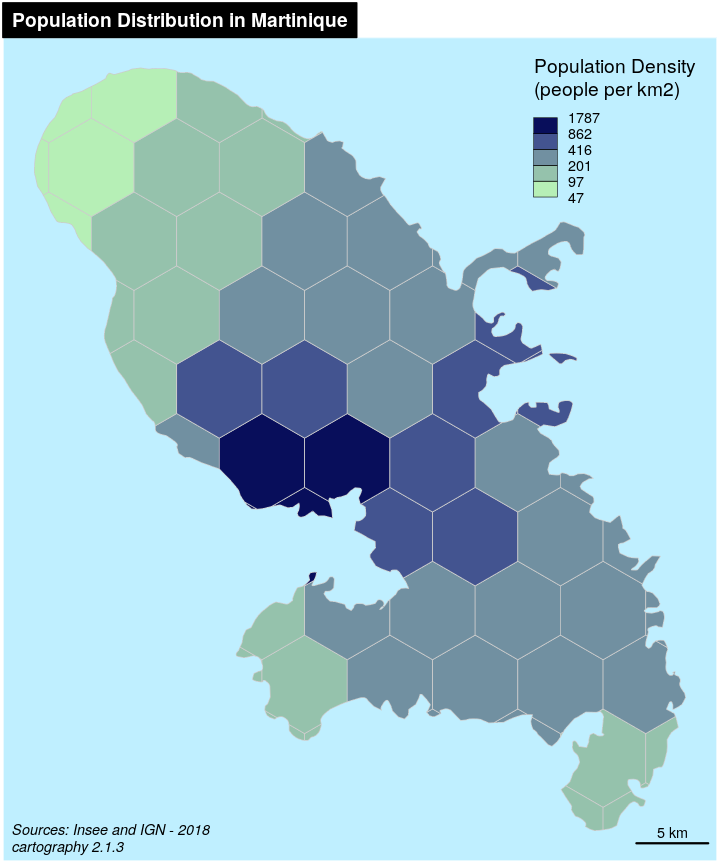 Population Distribution in Martinique
Population Density
(people per km2)
1787
862
416
201
97
47
Sources: Insee and IGN - 2018
cartography 2.1.3
5 km